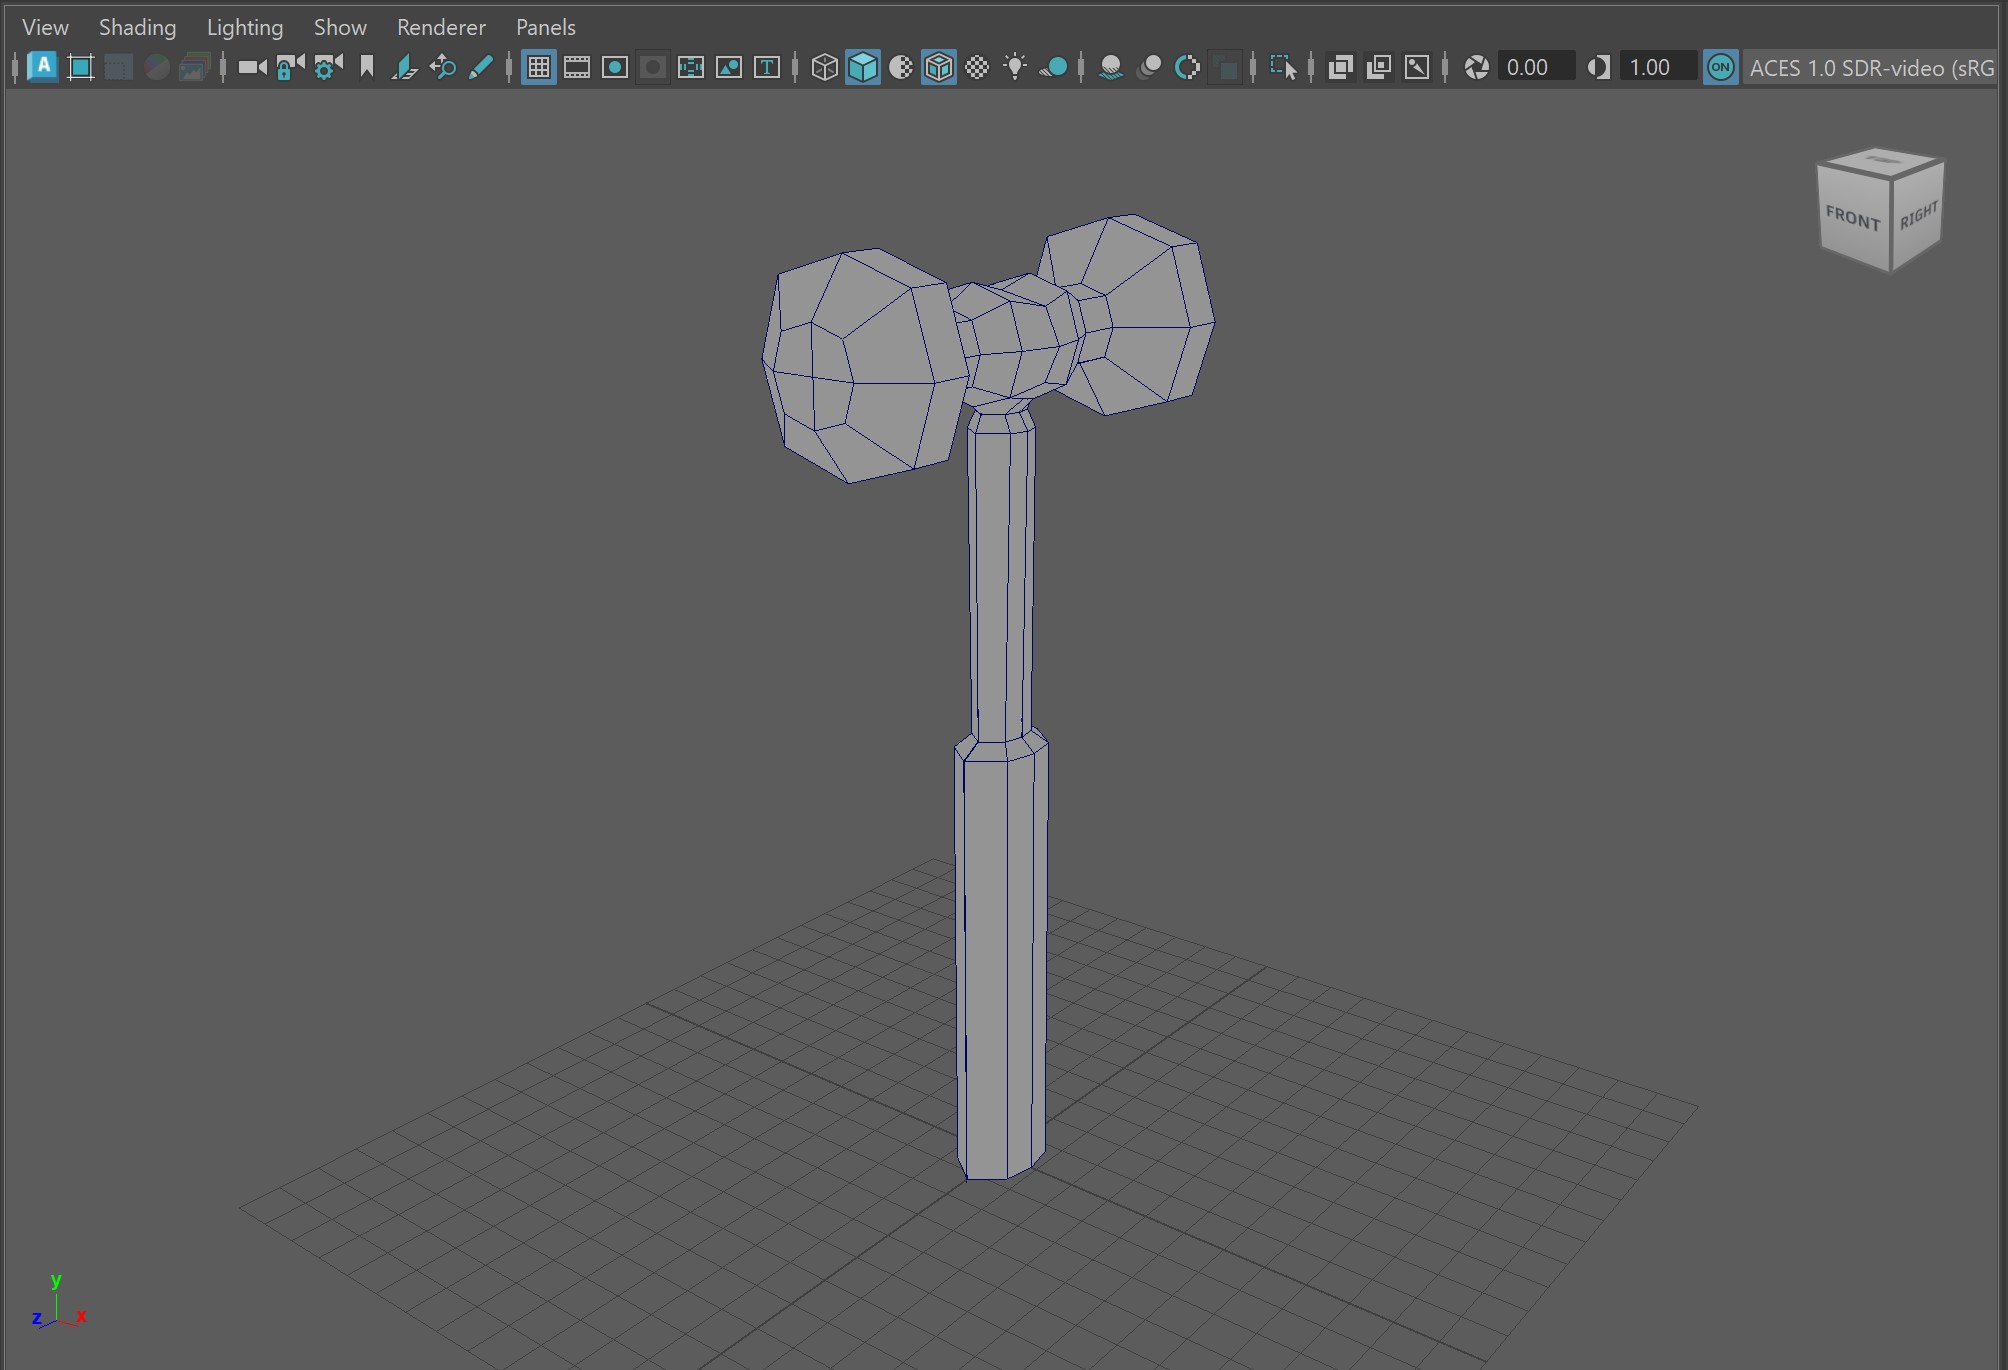 View Shading Lighting Show Renderer Panels
A T 0.00 1.00 ON ACES 1.0 SDR-video (sRG
FRONT RIGHT
y
z x